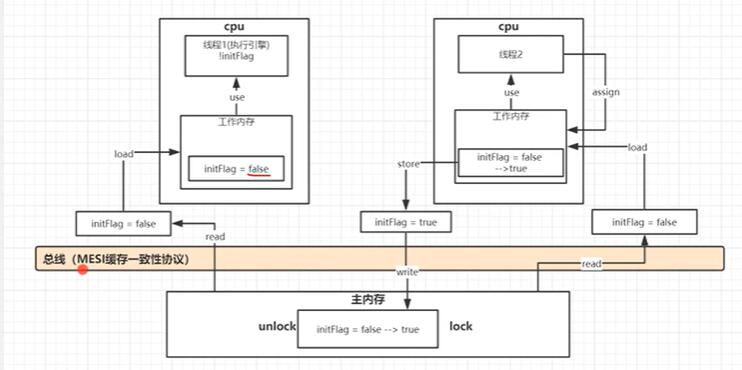 cpu
线程1(执行引擎)
!initFlag
use
工作内存
initFlag = false
load
initFlag = false
read
cpu
线程2
use
assign
工作内存
initFlag = false
-->true
store
load
initFlag = true
initFlag = false
总线（MESI缓存一致性协议）
write
read
主内存
unlock
initFlag = false --> true
lock